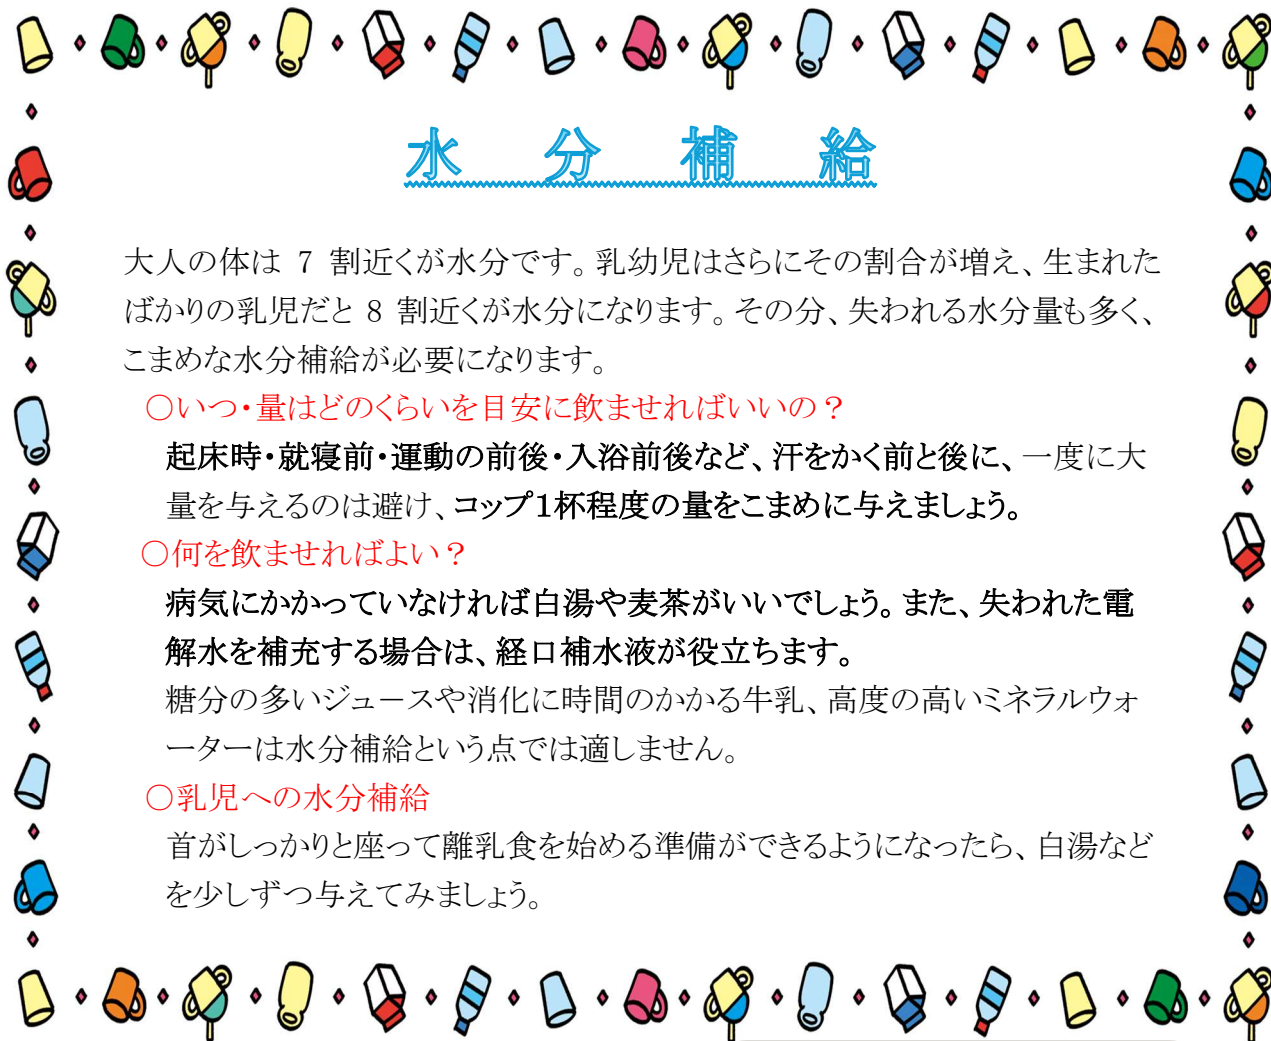 水分補給
大人の体は 7 割近くが水分です。乳幼児はさらにその割合が増え、生まれた
ばかりの乳児だと 8 割近くが水分になります。その分、失われる水分量も多く、
こまめな水分補給が必要になります。
○いつ・量はどのくらいを目安に飲ませればいいの？
起床時・就寝前・運動の前後・入浴前後など、汗をかく前と後に、一度に大
量を与えるのは避け、コップ1杯程度の量をこまめに与えましょう。
○何を飲ませればよい？
病気にかかっていなければ白湯や麦茶がいいでしょう。また、失われた電
解水を補充する場合は、経口補水液が役立ちます。
糖分の多いジュースや消化に時間のかかる牛乳、高度の高いミネラルウォ
ーターは水分補給という点では適しません。
○乳児への水分補給
首がしっかりと座って離乳食を始める準備ができるようになったら、白湯など
を少しずつ与えてみましょう。